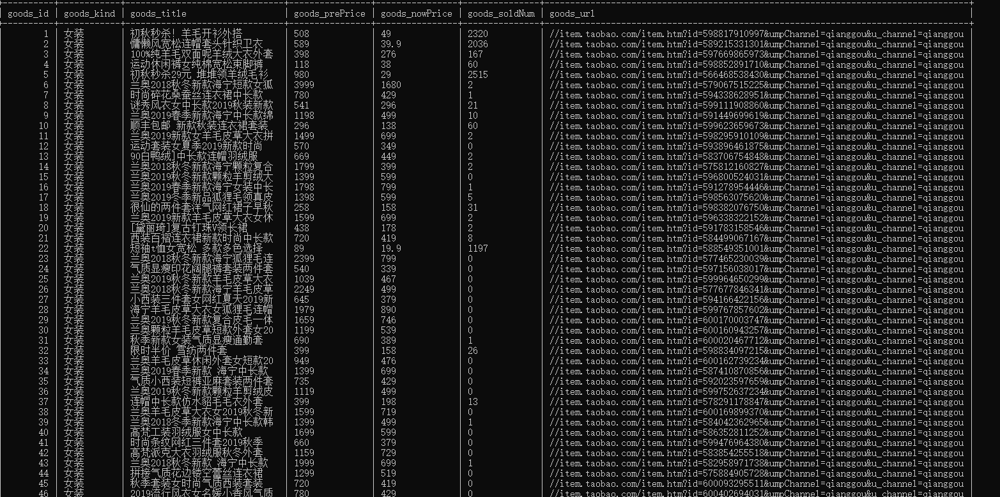 goods_id goods_kind goods_title goods_prePrice goods_nowPrice goods_soldNum goods_url
1 女装 初秋秒杀！羊毛开衫外搭 508 49 2320 //item.taobao.com/item.htm?id=598817910997&umpChannel=qianggou&u_channel=qianggou
2 女装 慵懒风宽松连帽套头针织卫衣 589 39.9 2036 //item.taobao.com/item.htm?id=589215331301&umpChannel=qianggou&u_channel=qianggou
3 女装 100%纯羊毛双面呢羊绒大衣外套 398 276 167 //item.taobao.com/item.htm?id=597669865973&umpChannel=qianggou&u_channel=qianggou
4 女装 运动休闲裤女纯棉宽松束脚裤 118 38 60 //item.taobao.com/item.htm?id=598852891710&umpChannel=qianggou&u_channel=qianggou
5 女装 初秋秒杀29元 堆堆领羊绒毛衫 980 29 2515 //item.taobao.com/item.htm?id=566468538430&umpChannel=qianggou&u_channel=qianggou
6 女装 兰奥2018秋冬新款海宁短款女狐 3999 1680 2 //item.taobao.com/item.htm?id=579067515225&umpChannel=qianggou&u_channel=qianggou
7 女装 时尚碎花桑蚕丝连衣裙中长款 780 429 1 //item.taobao.com/item.htm?id=594338628951&umpChannel=qianggou&u_channel=qianggou
8 女装 谜秀风衣女中长款2019秋装新款 541 296 21 //item.taobao.com/item.htm?id=599111908860&umpChannel=qianggou&u_channel=qianggou
9 女装 兰奥2019春季新款海宁中长款绵 1198 499 10 //item.taobao.com/item.htm?id=591449699619&umpChannel=qianggou&u_channel=qianggou
10 女装 顺丰包邮 新款秋装连衣裙套装 296 138 60 //item.taobao.com/item.htm?id=599623659673&umpChannel=qianggou&u_channel=qianggou
11 女装 兰奥2019新款女羊毛皮草大衣拼 1499 699 2 //item.taobao.com/item.htm?id=598295910109&umpChannel=qianggou&u_channel=qianggou
12 女装 运动套装女夏季2019新款时尚 570 349 0 //item.taobao.com/item.htm?id=593896461875&umpChannel=qianggou&u_channel=qianggou
13 女装 90白鸭绒]中长款连帽羽绒服 669 449 2 //item.taobao.com/item.htm?id=583706754848&umpChannel=qianggou&u_channel=qianggou
14 女装 兰奥2018秋冬新款海宁颗粒复合 1799 399 2 //item.taobao.com/item.htm?id=575812160827&umpChannel=qianggou&u_channel=qianggou
15 女装 兰奥2019秋冬新款颗粒羊剪绒大 1399 599 0 //item.taobao.com/item.htm?id=596800524031&umpChannel=qianggou&u_channel=qianggou
16 女装 兰奥2019春季新款海宁女装中长 1798 799 1 //item.taobao.com/item.htm?id=591278954446&umpChannel=qianggou&u_channel=qianggou
17 女装 兰奥2019冬季新品狐狸毛领真皮 1398 599 5 //item.taobao.com/item.htm?id=598563075620&umpChannel=qianggou&u_channel=qianggou
18 女装 很仙的两件套洋气网红裙子早秋 258 158 31 //item.taobao.com/item.htm?id=598382076750&umpChannel=qianggou&u_channel=qianggou
19 女装 兰奥2019新款羊毛皮草大衣女休 1599 699 2 //item.taobao.com/item.htm?id=596338322152&umpChannel=qianggou&u_channel=qianggou
20 女装 [黛丽琦]复古钉珠V领长裙 438 178 2 //item.taobao.com/item.htm?id=591783158546&umpChannel=qianggou&u_channel=qianggou
21 女装 西装百褶连衣裙新款时尚中长款 720 419 8 //item.taobao.com/item.htm?id=584499067167&umpChannel=qianggou&u_channel=qianggou
22 女装 短袖t恤女宽松 多款多色选择 89 19.9 1197 //item.taobao.com/item.htm?id=588549351001&umpChannel=qianggou&u_channel=qianggou
23 女装 兰奥2018秋冬新款海宁狐狸毛连 2399 799 0 //item.taobao.com/item.htm?id=577465230039&umpChannel=qianggou&u_channel=qianggou
24 女装 气质显瘦印花阔腿裤套装两件套 540 339 0 //item.taobao.com/item.htm?id=597156038017&umpChannel=qianggou&u_channel=qianggou
25 女装 兰奥2019秋冬新款羊毛皮草大衣 1039 467 0 //item.taobao.com/item.htm?id=599964650299&umpChannel=qianggou&u_channel=qianggou
26 女装 兰奥2018秋冬新款海宁羊毛皮草 2249 499 0 //item.taobao.com/item.htm?id=577677846341&umpChannel=qianggou&u_channel=qianggou
27 女装 小西装三件套女网红夏天2019新 645 379 0 //item.taobao.com/item.htm?id=594166422156&umpChannel=qianggou&u_channel=qianggou
28 女装 海宁羊毛皮草大衣女狐狸毛连帽 1979 890 0 //item.taobao.com/item.htm?id=599767857602&umpChannel=qianggou&u_channel=qianggou
29 女装 兰奥2019秋冬新款复合皮毛一体 1659 746 0 //item.taobao.com/item.htm?id=600170003747&umpChannel=qianggou&u_channel=qianggou
30 女装 兰奥颗粒羊毛皮草短款外套女20 1199 539 0 //item.taobao.com/item.htm?id=600160943257&umpChannel=qianggou&u_channel=qianggou
31 女装 秋季新款女装气质显瘦通勤套 690 389 1 //item.taobao.com/item.htm?id=600020467712&umpChannel=qianggou&u_channel=qianggou
32 女装 限时半价 雪纺两件套 399 158 26 //item.taobao.com/item.htm?id=598834097215&umpChannel=qianggou&u_channel=qianggou
33 女装 兰奥羊毛皮草休闲外套女短款20 949 476 0 //item.taobao.com/item.htm?id=600162739234&umpChannel=qianggou&u_channel=qianggou
34 女装 兰奥2019春季新款 海宁中长款 1399 699 0 //item.taobao.com/item.htm?id=587410870856&umpChannel=qianggou&u_channel=qianggou
35 女装 气质小西装短裤亚麻套装两件套 735 429 0 //item.taobao.com/item.htm?id=592023597659&umpChannel=qianggou&u_channel=qianggou
36 女装 兰奥2019秋冬新款颗粒羊剪绒皮 1119 499 0 //item.taobao.com/item.htm?id=599752637234&umpChannel=qianggou&u_channel=qianggou
37 女装 连帽中长款仿水貂毛毛衣外套 399 198 13 //item.taobao.com/item.htm?id=578291178847&umpChannel=qianggou&u_channel=qianggou
38 女装 兰奥羊毛皮草大衣女2019秋冬新 1599 719 0 //item.taobao.com/item.htm?id=600169899370&umpChannel=qianggou&u_channel=qianggou
39 女装 兰奥2018冬季新款海宁中长款韩 1399 499 1 //item.taobao.com/item.htm?id=584042362965&umpChannel=qianggou&u_channel=qianggou
40 女装 高梵工装羽绒服女中长款 1699 599 0 //item.taobao.com/item.htm?id=586352811252&umpChannel=qianggou&u_channel=qianggou
41 女装 时尚条纹网红三件套2019秋季 660 379 0 //item.taobao.com/item.htm?id=599476964380&umpChannel=qianggou&u_channel=qianggou
42 女装 高梵派克大衣羽绒服秋冬外套 1159 729 0 //item.taobao.com/item.htm?id=583854255518&umpChannel=qianggou&u_channel=qianggou
43 女装 兰奥2018秋冬新款 海宁中长款 1999 699 1 //item.taobao.com/item.htm?id=582958971738&umpChannel=qianggou&u_channel=qianggou
44 女装 拼接气质花边镂空蕾丝连衣裙 1299 519 0 //item.taobao.com/item.htm?id=575884905728&umpChannel=qianggou&u_channel=qianggou
45 女装 秋季套装女时尚气质西装套装 720 419 0 //item.taobao.com/item.htm?id=600093295511&umpChannel=qianggou&u_channel=qianggou
46 女装 2019流行风衣女名媛小香风气质 780 429 0 //item.taobao.com/item.htm?id=600402694031&umpChannel=qianggou&u_channel=qianggou